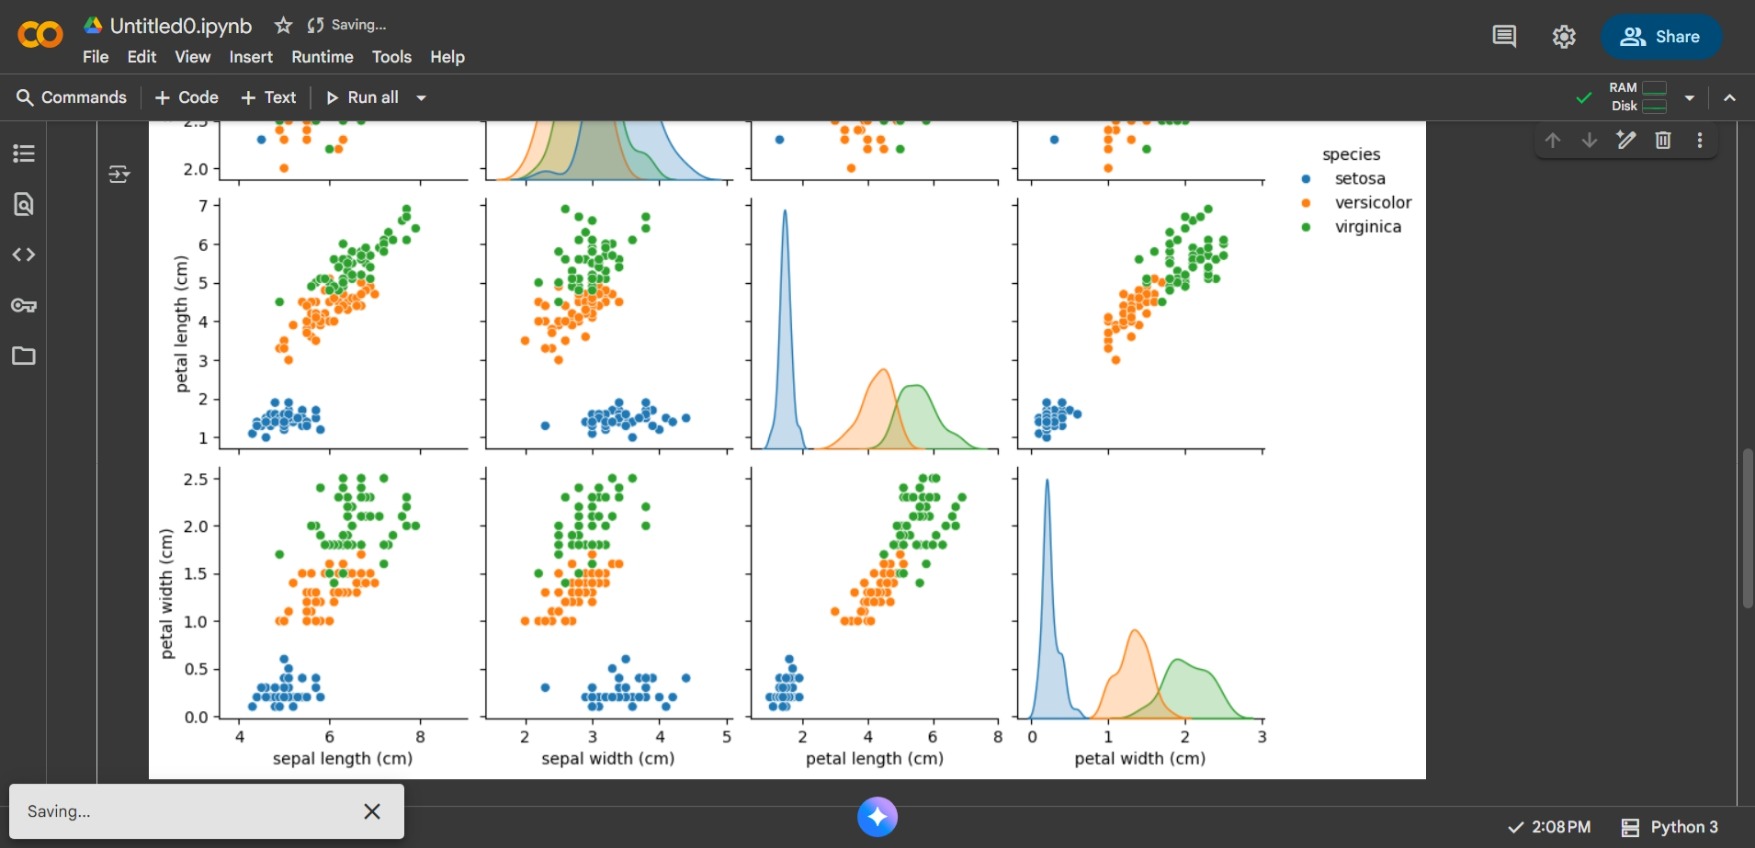 Untitled0.ipynb Saving...
File Edit View Insert Runtime Tools Help
Share
Commands + Code + Text Run all
RAM
Disk
2.5
2.0
species
setosa
versicolor
virginica
petal length (cm)
7
6
5
4
3
2
1
petal width (cm)
2.5
2.0
1.5
1.0
0.5
0.0
4 6 8 2 3 4 5 2 4 6 8 0 1 2 3
sepal length (cm) sepal width (cm) petal length (cm) petal width (cm)
Saving...
2:08 PM Python 3